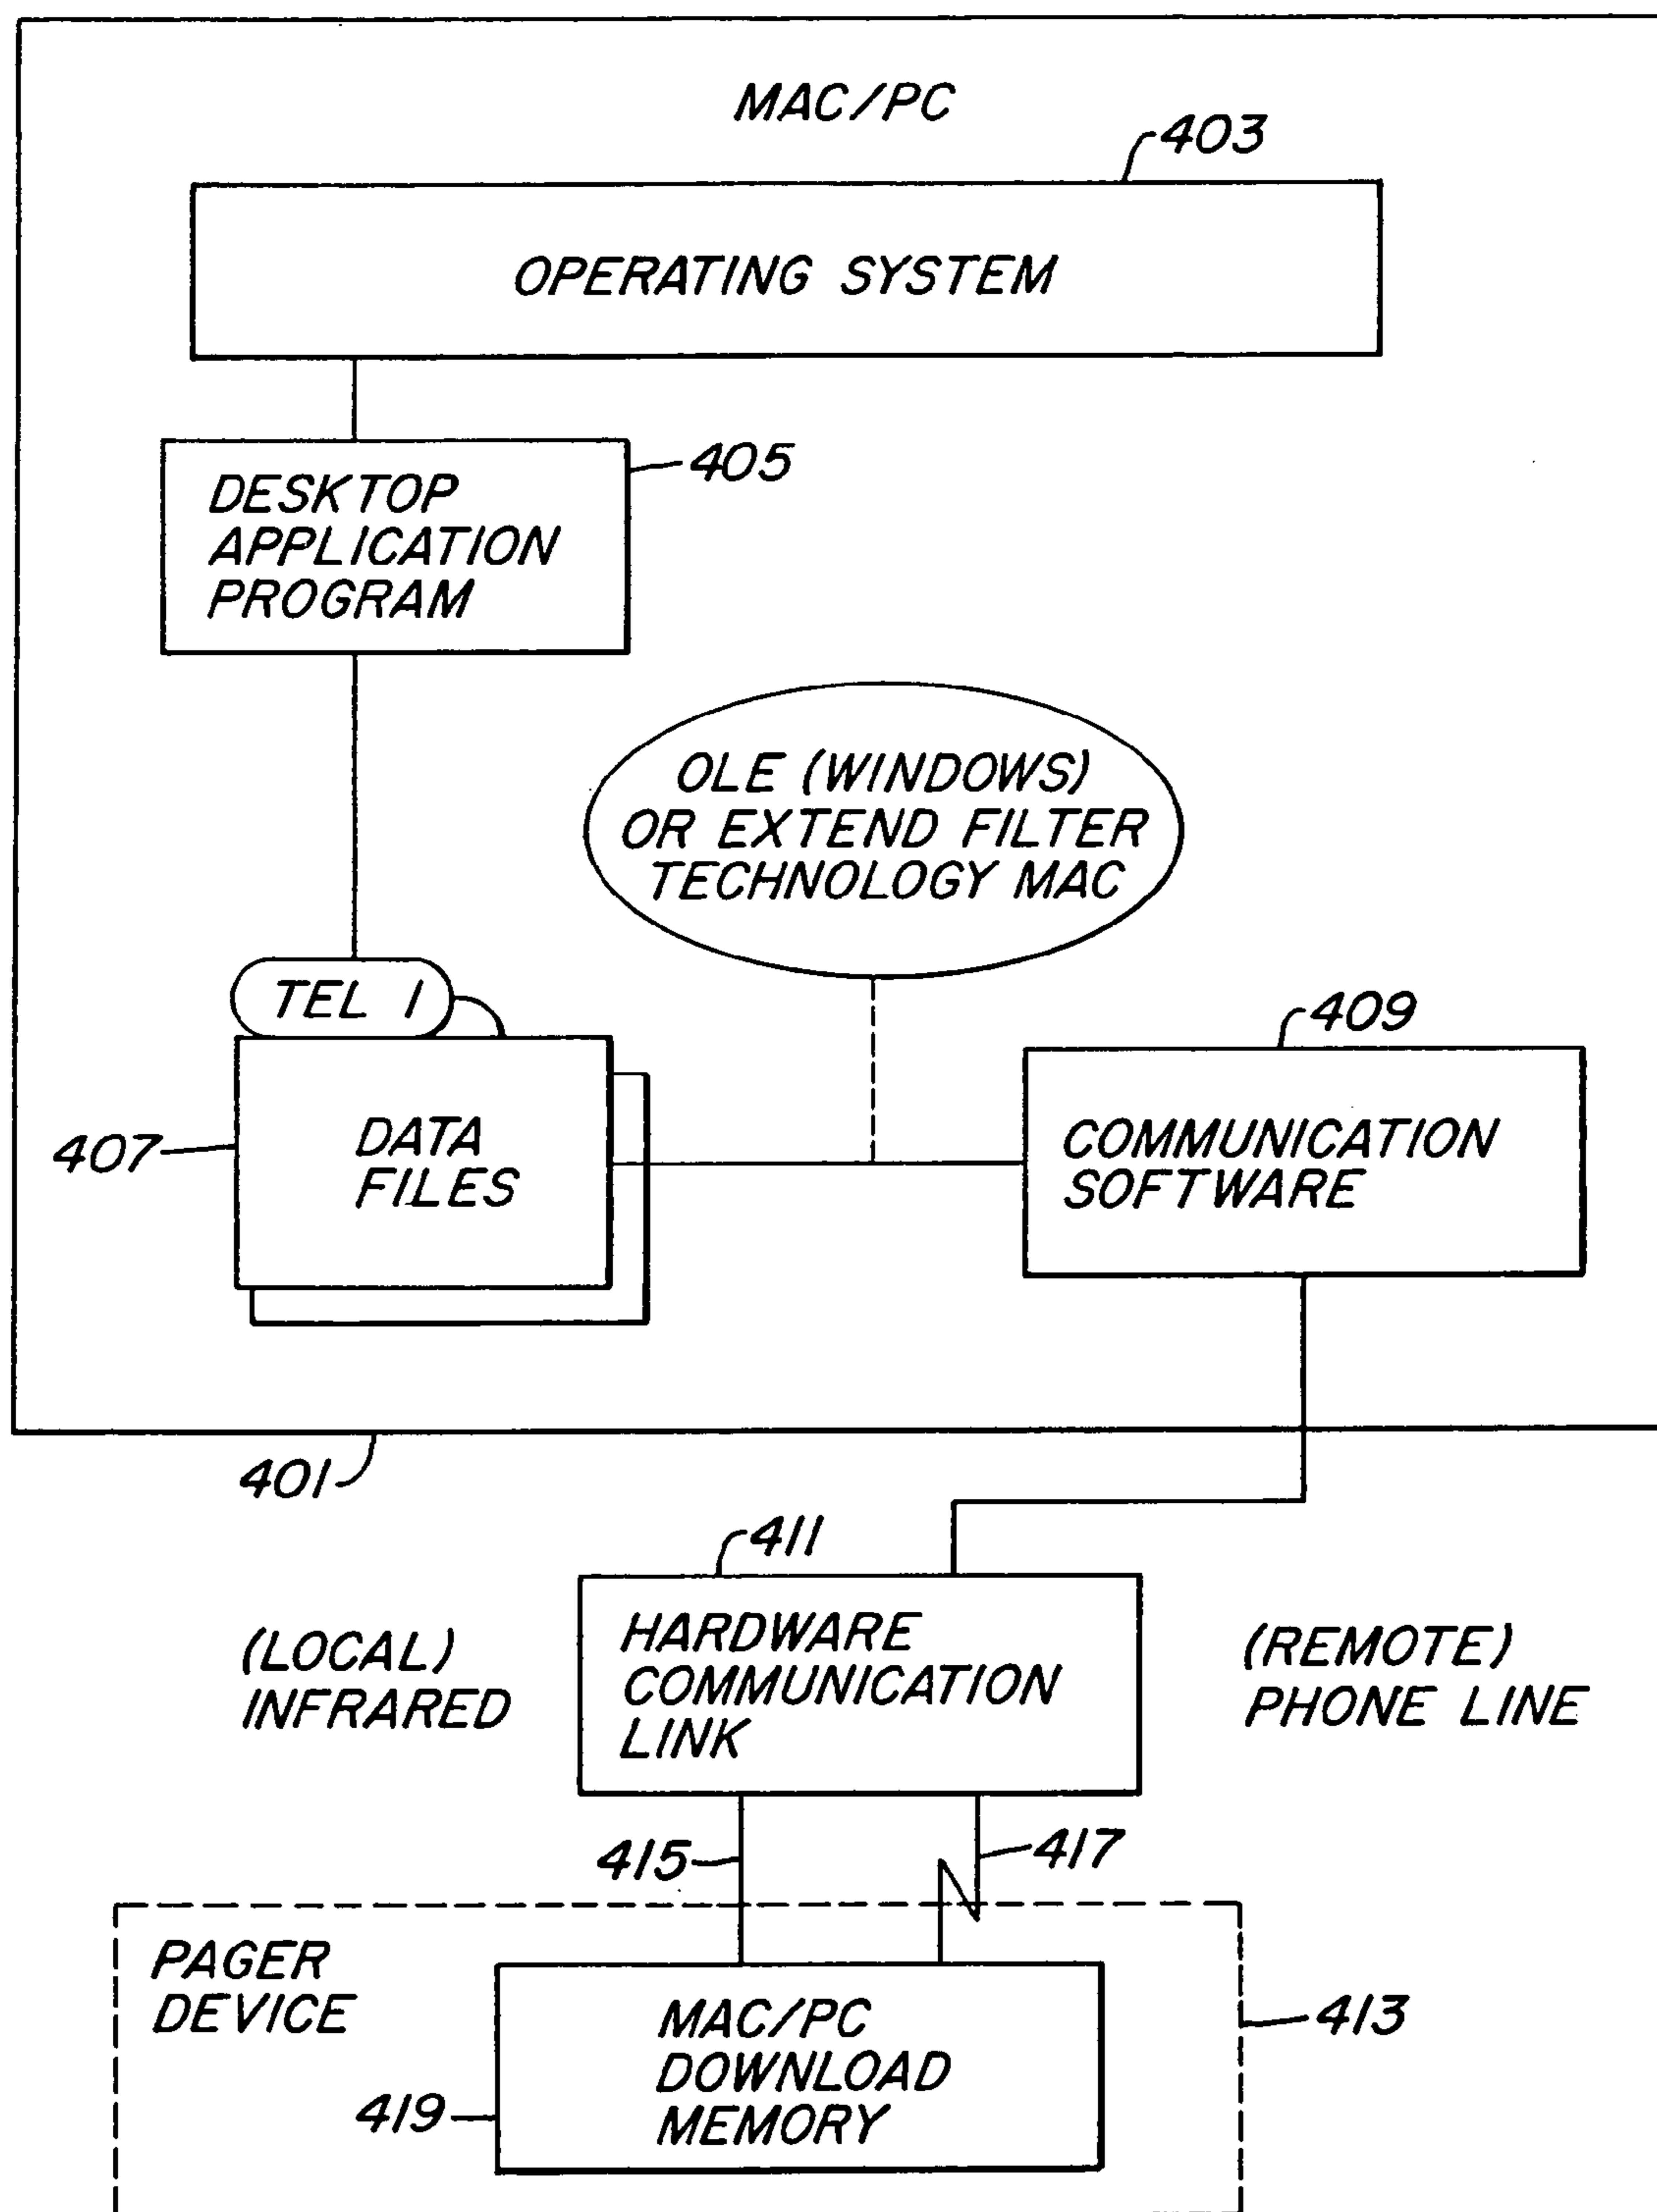 MAC/PC
403
OPERATING SYSTEM
405
DESKTOP
APPLICATION
PROGRAM
OLE (WINDOWS)
OR EXTEND FILTER
TECHNOLOGY MAC
TEL 1
409
407
DATA
FILES
COMMUNICATION
SOFTWARE
401
411
(LOCAL)
INFRARED
HARDWARE
COMMUNICATION
LINK
(REMOTE)
PHONE LINE
415
417
PAGER
DEVICE
413
MAC/PC
DOWNLOAD
MEMORY
419